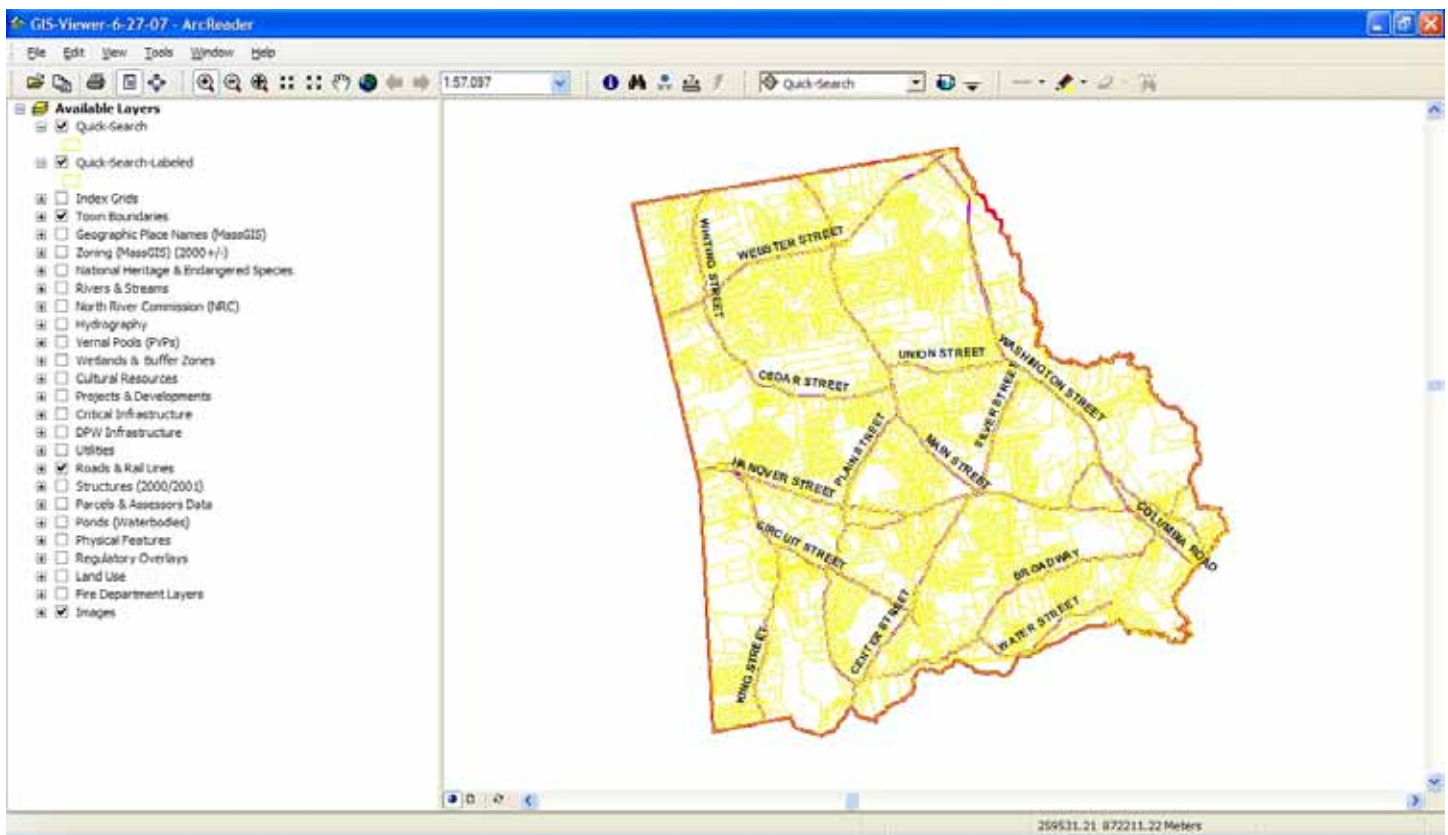 GIS-Viewer-6-27-07 - ArcReader
File Edit View Tools Window Help
1:57,097
Quick-Search
Available Layers
Quick-Search
Quick-Search-Labeled
Index Grids
Town Boundaries
Geographic Place Names (MassGIS)
Zoning (MassGIS) (2000+/-)
National Heritage & Endangered Species
Rivers & Streams
North River Commission (NRC)
Hydrography
Vernal Pools (PVPs)
Wetlands & Buffer Zones
Cultural Resources
Projects & Developments
Critical Infrastructure
DPW Infrastructure
Utilities
Roads & Rail Lines
Structures (2000/2001)
Parcels & Assessors Data
Ponds (Waterbodies)
Physical Features
Regulatory Overlays
Land Use
Fire Department Layers
Images
WHITING STREET
WEBSTER STREET
UNION STREET
WASHINGTON STREET
CEDAR STREET
SILVER STREET
PLAIN STREET
MAIN STREET
HANOVER STREET
COLUMBIA ROAD
CIRCUIT STREET
BROADWAY
WATER STREET
CENTER STREET
KING STREET
259531.21 872211.22 Meters